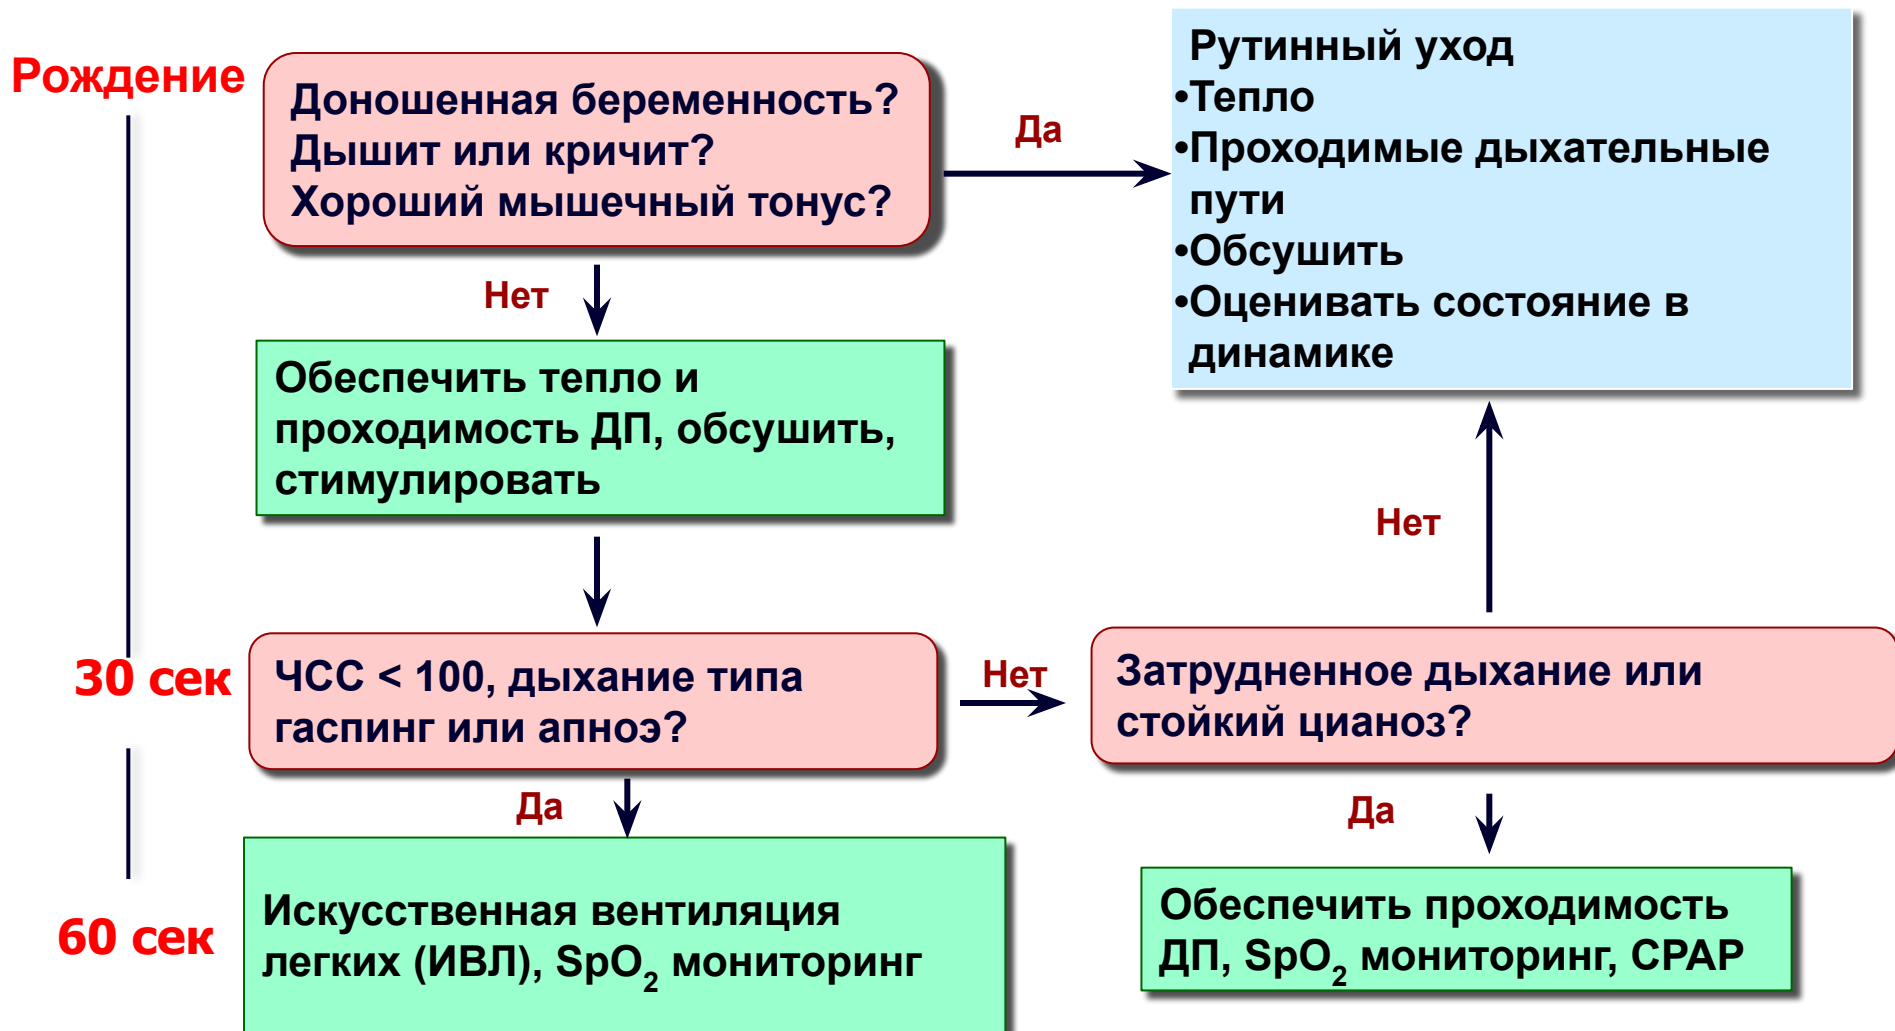 Рождение
Доношенная беременность?
Дышит или кричит?
Хороший мышечный тонус?
Да
Рутинный уход
•Тепло
•Проходимые дыхательные
пути
•Обсушить
•Оценивать состояние в
динамике
Нет
Обеспечить тепло и
проходимость ДП, обсушить,
стимулировать
Нет
30 сек
ЧСС < 100, дыхание типа
гаспинг или апноэ?
Нет
Затрудненное дыхание или
стойкий цианоз?
Да
Да
60 сек
Искусственная вентиляция
легких (ИВЛ), SpO₂ мониторинг
Обеспечить проходимость
ДП, SpO₂ мониторинг, CPAP